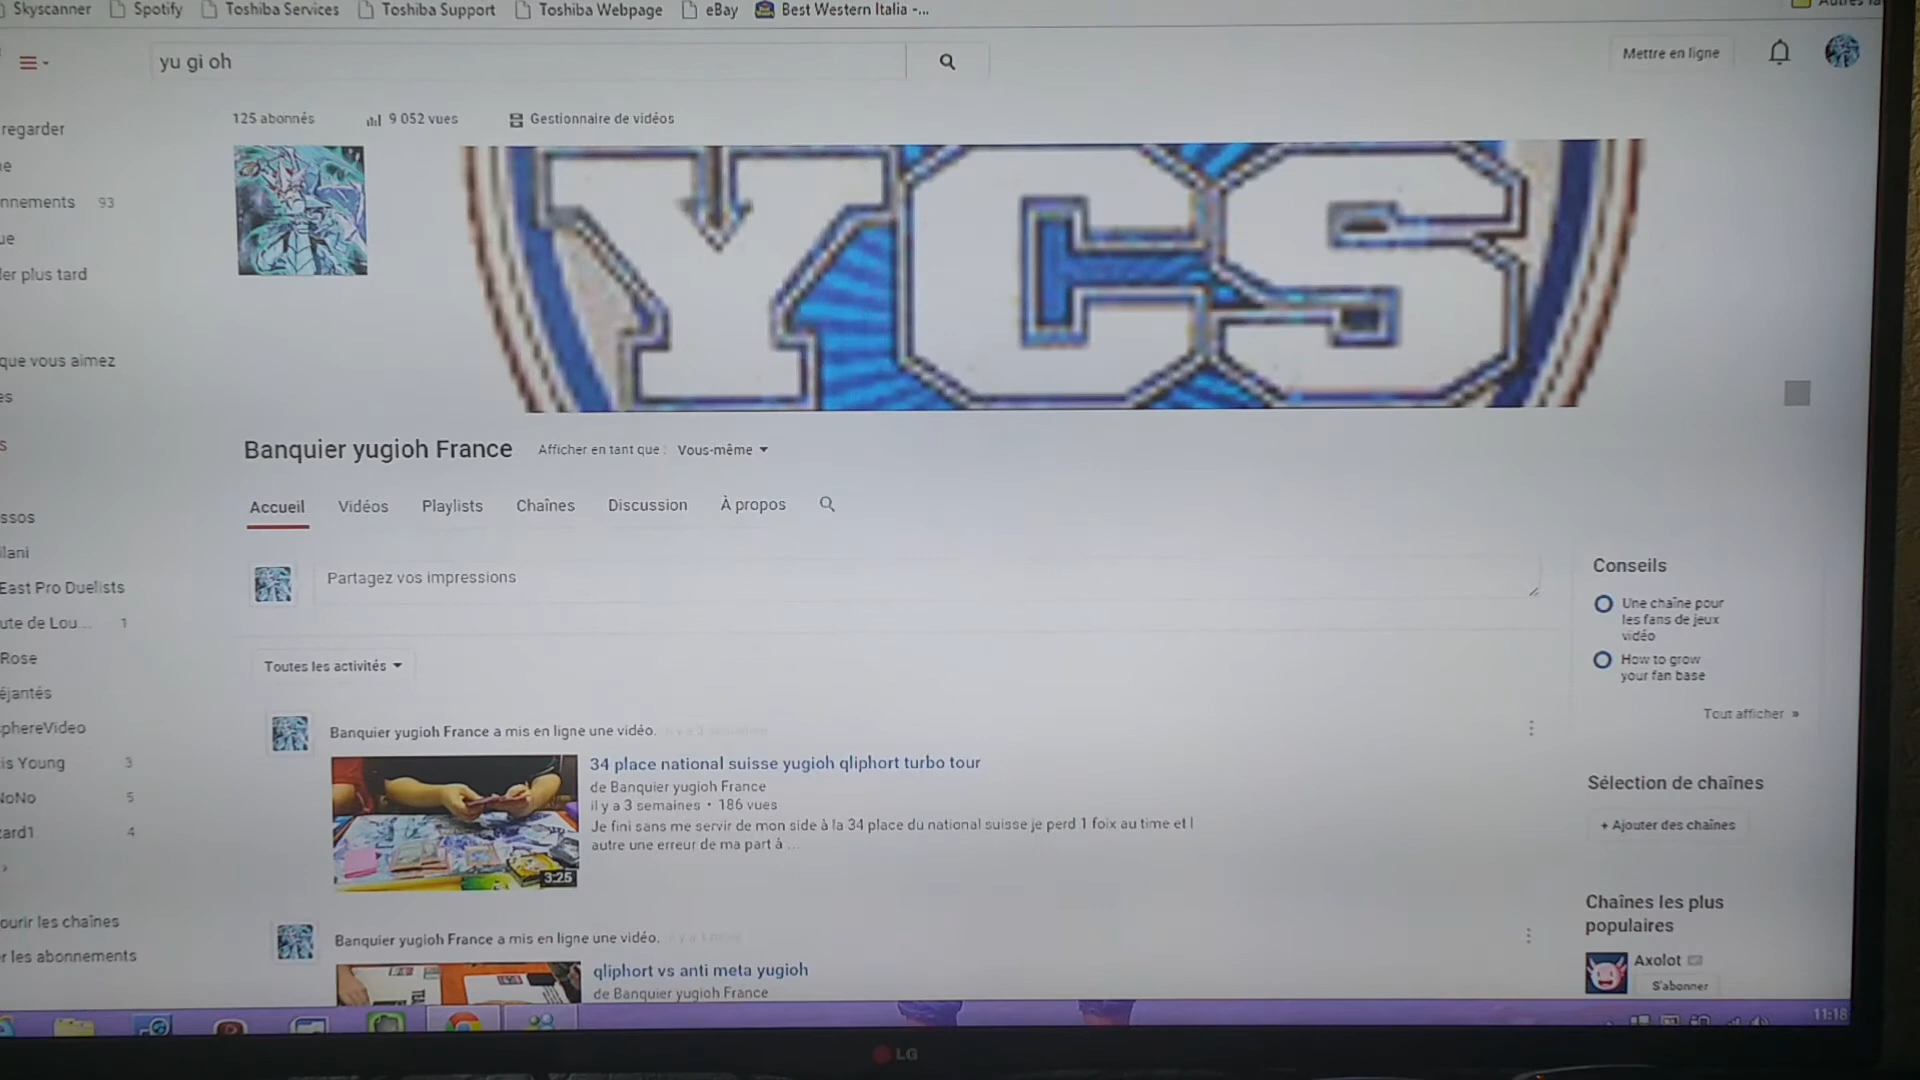 Skyscanner Spotify Toshiba Services Toshiba Support Toshiba Webpage eBay Best Western Italia -...
yu gi oh
Mettre en ligne
125 abonnés 9 052 vues Gestionnaire de vidéos
YCS
regarder
nnements 93
ler plus tard
que vous aimez
ssos
ilani
East Pro Duelists
ute de Lou... 1
Rose
éjantés
phereVideo
is Young 3
NoNo 5
zard1 4
ourir les chaînes
r les abonnements
Banquier yugioh France Afficher en tant que : Vous-même
Accueil Vidéos Playlists Chaînes Discussion À propos
Partagez vos impressions
Toutes les activités
Banquier yugioh France a mis en ligne une vidéo.
34 place national suisse yugioh qliphort turbo tour
de Banquier yugioh France
il y a 3 semaines • 186 vues
Je fini sans me servir de mon side à la 34 place du national suisse je perd 1 foix au time et l
autre une erreur de ma part à ...
3:25
Banquier yugioh France a mis en ligne une vidéo.
qliphort vs anti meta yugioh
de Banquier yugioh France
Conseils
Une chaîne pour
les fans de jeux
vidéo
How to grow
your fan base
Tout afficher »
Sélection de chaînes
+ Ajouter des chaînes
Chaînes les plus
populaires
Axolot
S'abonner
11:18
LG